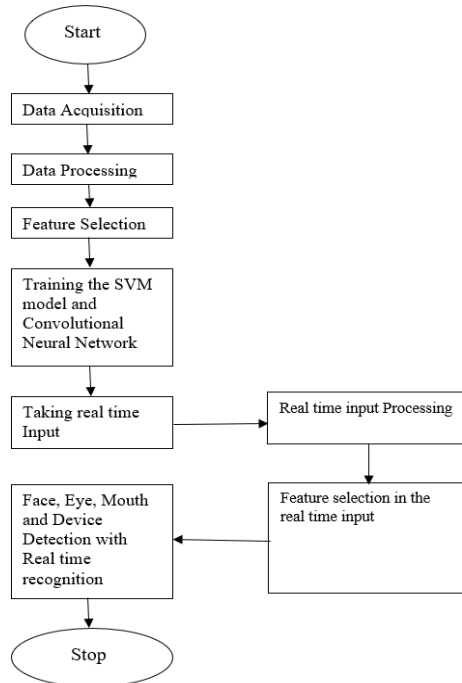 Start
Data Acquisition
Data Processing
Feature Selection
Training the SVM
model and
Convolutional
Neural Network
Taking real time
Input
Real time input Processing
Feature selection in the
real time input
Face, Eye, Mouth
and Device
Detection with
Real time
recognition
Stop